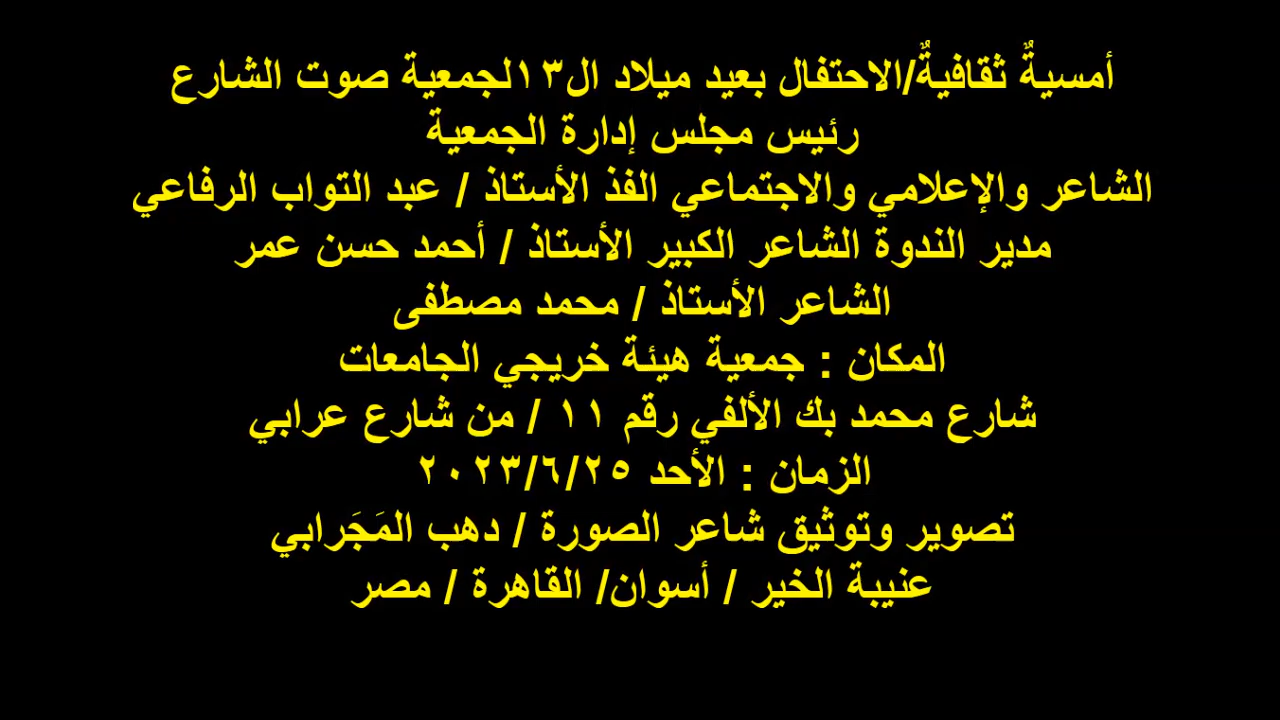 أمسيةٌ ثقافيةٌ/الاحتفال بعيد ميلاد ال١٣لجمعية صوت الشارع
رئيس مجلس إدارة الجمعية
الشاعر والإعلامي والاجتماعي الفذ الأستاذ / عبد التواب الرفاعي
مدير الندوة الشاعر الكبير الأستاذ / أحمد حسن عمر
الشاعر الأستاذ / محمد مصطفى
المكان : جمعية هيئة خريجي الجامعات
شارع محمد بك الألفي رقم ١١ / من شارع عرابي
الزمان : الأحد ٢٠٢٣/٦/٢٥
تصوير وتوثيق شاعر الصورة / دهب المَجَرابي
عنيبة الخير / أسوان/ القاهرة / مصر